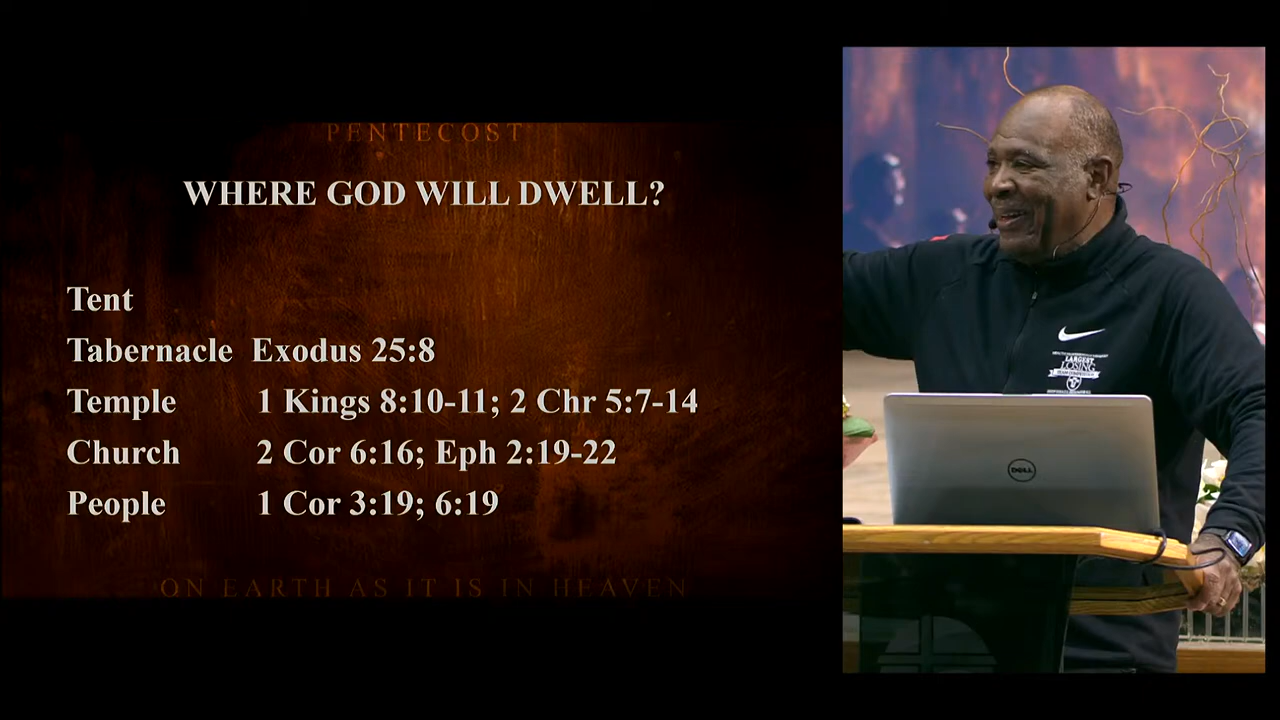 PENTECOST
WHERE GOD WILL DWELL?
Tent
Tabernacle Exodus 25:8
Temple 1 Kings 8:10-11; 2 Chr 5:7-14
Church 2 Cor 6:16; Eph 2:19-22
People 1 Cor 3:19; 6:19
ON EARTH AS IT IS IN HEAVEN
LARGEST
LOSING
DELL